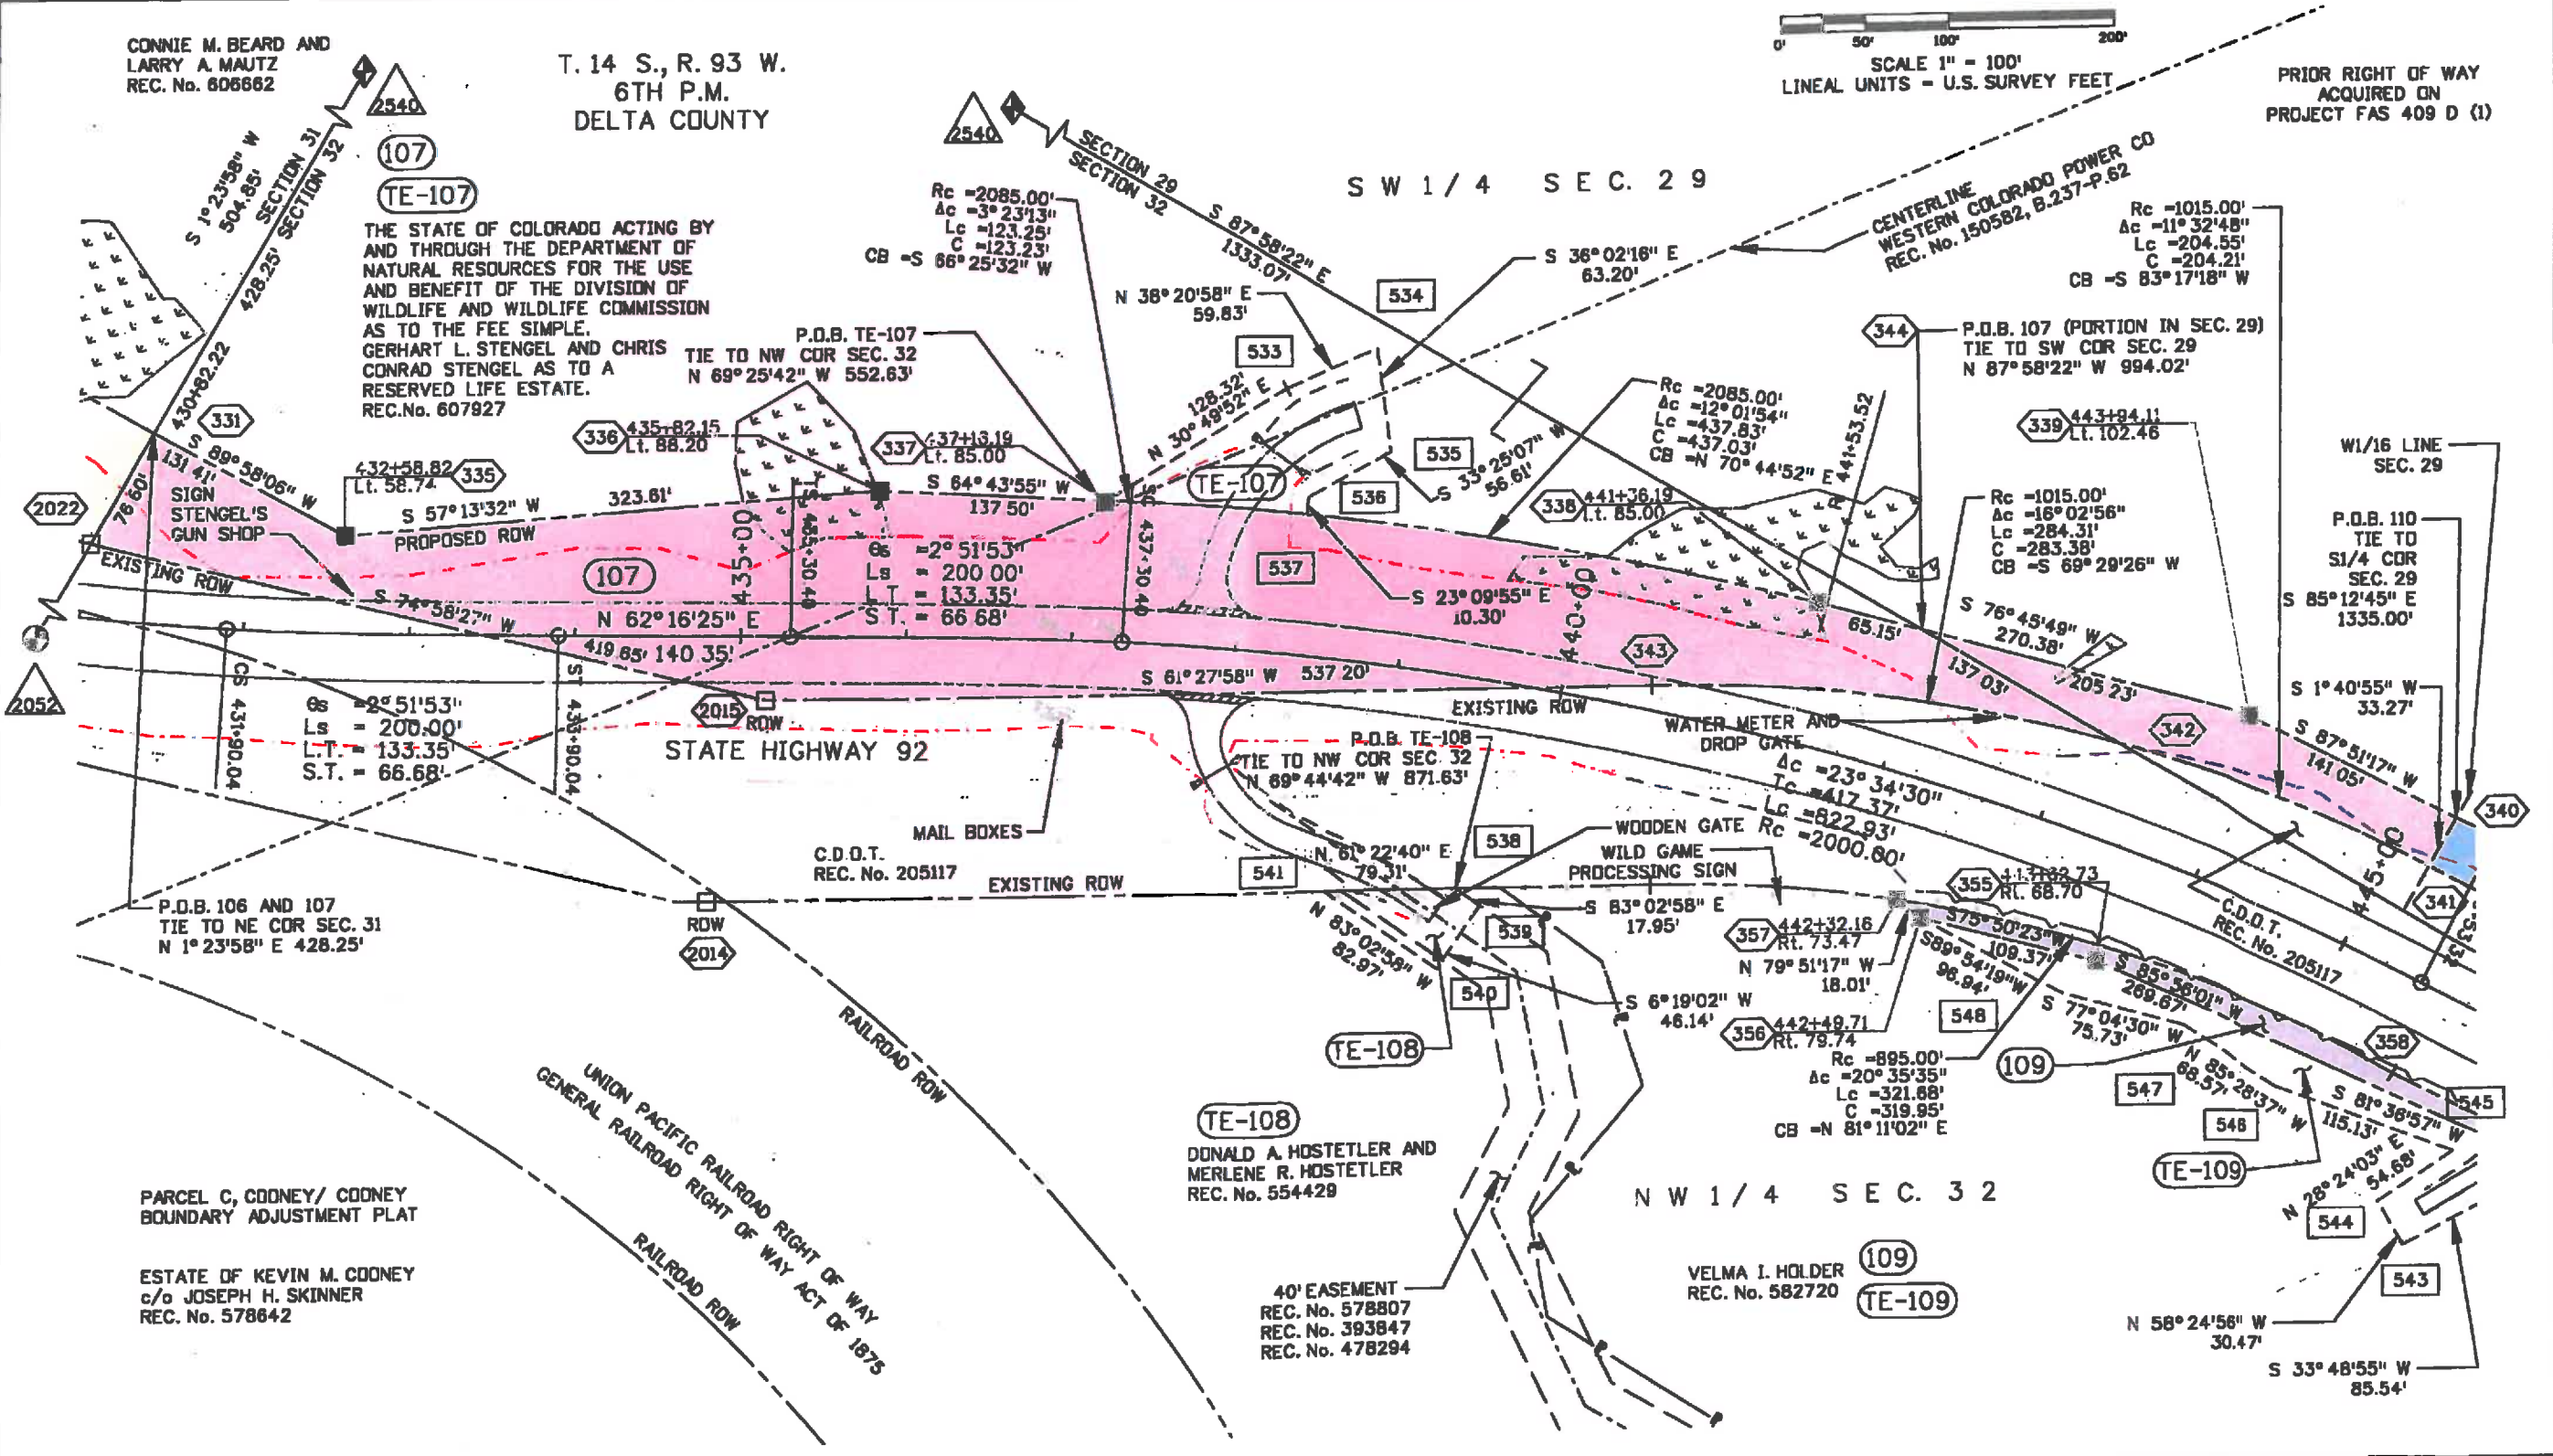 CONNIE M. BEARD AND
LARRY A. MAUTZ
REC. No. 606662
2540
T. 14 S., R. 93 W.
6TH P.M.
DELTA COUNTY
2540
0' 50' 100' 200'
SCALE 1" = 100'
LINEAL UNITS = U.S. SURVEY FEET
PRIOR RIGHT OF WAY
ACQUIRED ON
PROJECT FAS 409 D (1)
S 1°23'58" W
504.85'
SECTION 31
SECTION 32
428.25'
430+82.22
107
TE-107
THE STATE OF COLORADO ACTING BY
AND THROUGH THE DEPARTMENT OF
NATURAL RESOURCES FOR THE USE
AND BENEFIT OF THE DIVISION OF
WILDLIFE AND WILDLIFE COMMISSION
AS TO THE FEE SIMPLE.
GERHART L. STENGEL AND CHRIS
CONRAD STENGEL AS TO A
RESERVED LIFE ESTATE.
REC.No. 607927
Rc =2085.00'
Δc =3°23'13"
Lc =123.25'
C =123.23'
CB =S 66°25'32" W
SECTION 29
SECTION 32
S 87°58'22" E
1333.07'
S W 1/4 SEC. 29
CENTERLINE
WESTERN COLORADO POWER CO
REC. No. 150582, B.237-P.62
Rc =1015.00'
Δc =11°32'48"
Lc =204.55'
C =204.21'
CB =S 83°17'18" W
S 36°02'16" E
63.20'
N 38°20'58" E
59.83'
534
533
P.O.B. TE-107
TIE TO NW COR SEC. 32
N 69°25'42" W 552.63'
344
P.O.B. 107 (PORTION IN SEC. 29)
TIE TO SW COR SEC. 29
N 87°58'22" W 994.02'
128.32'
N 30°49'52" E
Rc =2085.00'
Δc =12°01'54"
Lc =437.83'
C =437.03'
CB =N 70°44'52" E
441+53.52
339
443+94.11
Lt. 102.46
W1/16 LINE
SEC. 29
331
336
435+82.15
Lt. 88.20
337
437+13.19
Lt. 85.00
535
S 33°25'07" W
56.61'
TE-107
536
338
441+36.19
Lt. 85.00
S 89°58'06" W
131.41'
432+58.82
Lt. 58.74
335
2022
76.60'
SIGN
STENGEL'S
GUN SHOP
S 57°13'32" W
323.61'
PROPOSED ROW
S 64°43'55" W
137.50'
Rc =1015.00'
Δc =16°02'56"
Lc =284.31'
C =283.38'
CB =S 69°29'26" W
P.O.B. 110
TIE TO
S1/4 COR
SEC. 29
S 85°12'45" E
1335.00'
EXISTING ROW
107
435+00
435+30.40
Θs =2°51'53"
Ls = 200.00'
L.T. = 133.35'
S.T. = 66.68'
437+30.40
537
S 23°09'55" E
10.30'
440+00
65.15'
S 76°45'49" W
270.38'
S 74°58'27" W
419.65'
N 62°16'25" E
140.35'
343
S 61°27'58" W 537.20'
137.03'
205.23'
S 1°40'55" W
33.27'
2052
CS 431+90.04
ST 433+90.04
Θs =2°51'53"
Ls = 200.00'
L.T. = 133.35'
S.T. = 66.68'
2015
ROW
STATE HIGHWAY 92
EXISTING ROW
WATER METER AND
DROP GATE
342
S 87°51'17" W
141.05'
340
P.O.B. TE-108
TIE TO NW COR SEC. 32
N 69°44'42" W 871.63'
Δc =23°34'30"
Tc =417.37'
Lc =822.93'
Rc =2000.00'
MAIL BOXES
538
WOODEN GATE
WILD GAME
PROCESSING SIGN
C.D.O.T.
REC. No. 205117
EXISTING ROW
541
N 61°22'40" E
79.31'
445+00
341
P.O.B. 106 AND 107
TIE TO NE COR SEC. 31
N 1°23'58" E 428.25'
ROW
2014
N 83°02'58" W
82.97'
S 83°02'58" E
17.95'
539
357
442+32.16
Rt. 73.47
355
Rt. 68.70
S75°50'23"W
109.37'
C.D.O.T.
REC. No. 205117
N 79°51'17" W
18.01'
S89°54'19"W
96.94'
S 85°56'01" W
269.67'
540
S 6°19'02" W
46.14'
356
442+49.71
Rt. 79.74
548
S 77°04'30" W
75.73'
358
TE-108
RAILROAD ROW
Rc =895.00'
Δc =20°35'35"
Lc =321.68'
C =319.95'
CB =N 81°11'02" E
109
N 85°28'37" W
68.57'
547
S 81°36'57" W
115.13'
545
UNION PACIFIC RAILROAD RIGHT OF WAY
GENERAL RAILROAD RIGHT OF WAY ACT OF 1875
TE-108
DONALD A. HOSTETLER AND
MERLENE R. HOSTETLER
REC. No. 554429
546
TE-109
N 28°24'03" E
54.68'
PARCEL C, COONEY/ COONEY
BOUNDARY ADJUSTMENT PLAT
N W 1/4 SEC. 32
544
RAILROAD ROW
ESTATE OF KEVIN M. COONEY
c/o JOSEPH H. SKINNER
REC. No. 578642
40' EASEMENT
REC. No. 578807
REC. No. 393847
REC. No. 478294
VELMA I. HOLDER
REC. No. 582720
109
TE-109
543
N 58°24'56" W
30.47'
S 33°48'55" W
85.54'